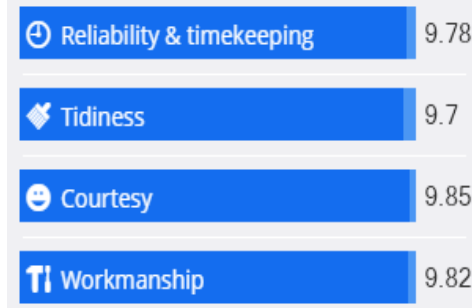 Reliability & timekeeping 9.78
Tidiness 9.7
Courtesy 9.85
Workmanship 9.82